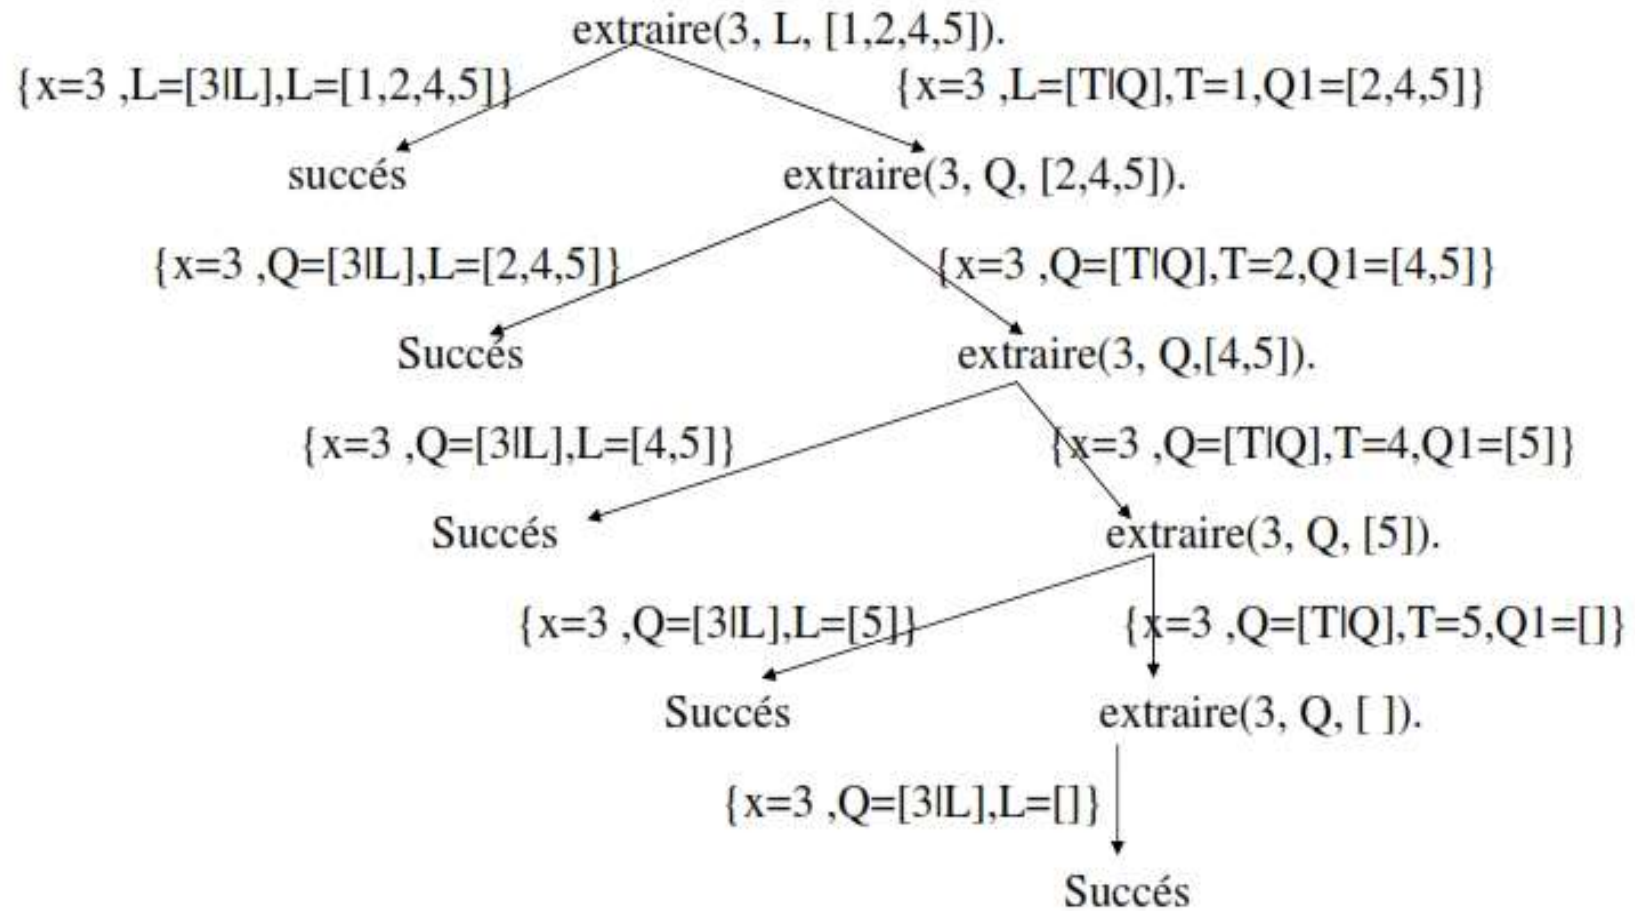 extraire(3, L, [1,2,4,5]).
{x=3 ,L=[3|L],L=[1,2,4,5]}
{x=3 ,L=[T|Q],T=1,Q1=[2,4,5]}
succés
extraire(3, Q, [2,4,5]).
{x=3 ,Q=[3|L],L=[2,4,5]}
{x=3 ,Q=[T|Q],T=2,Q1=[4,5]}
Succés
extraire(3, Q,[4,5]).
{x=3 ,Q=[3|L],L=[4,5]}
{x=3 ,Q=[T|Q],T=4,Q1=[5]}
Succés
extraire(3, Q, [5]).
{x=3 ,Q=[3|L],L=[5]}
{x=3 ,Q=[T|Q],T=5,Q1=[]}
Succés
extraire(3, Q, [ ]).
{x=3 ,Q=[3|L],L=[]}
Succés